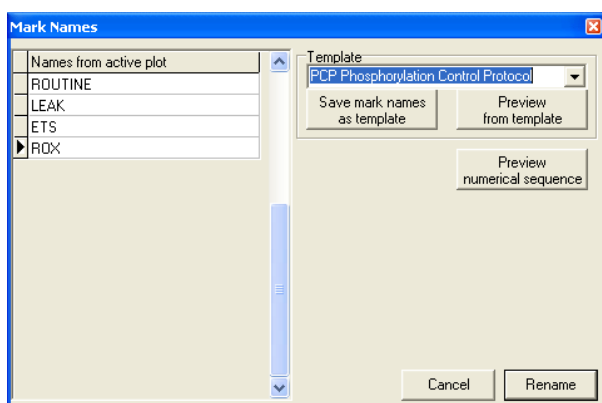 Mark Names
Names from active plot
ROUTINE
LEAK
ETS
ROX
Template
PCP Phosphorylation Control Protocol
Save mark names
as template
Preview
from template
Preview
numerical sequence
Cancel
Rename